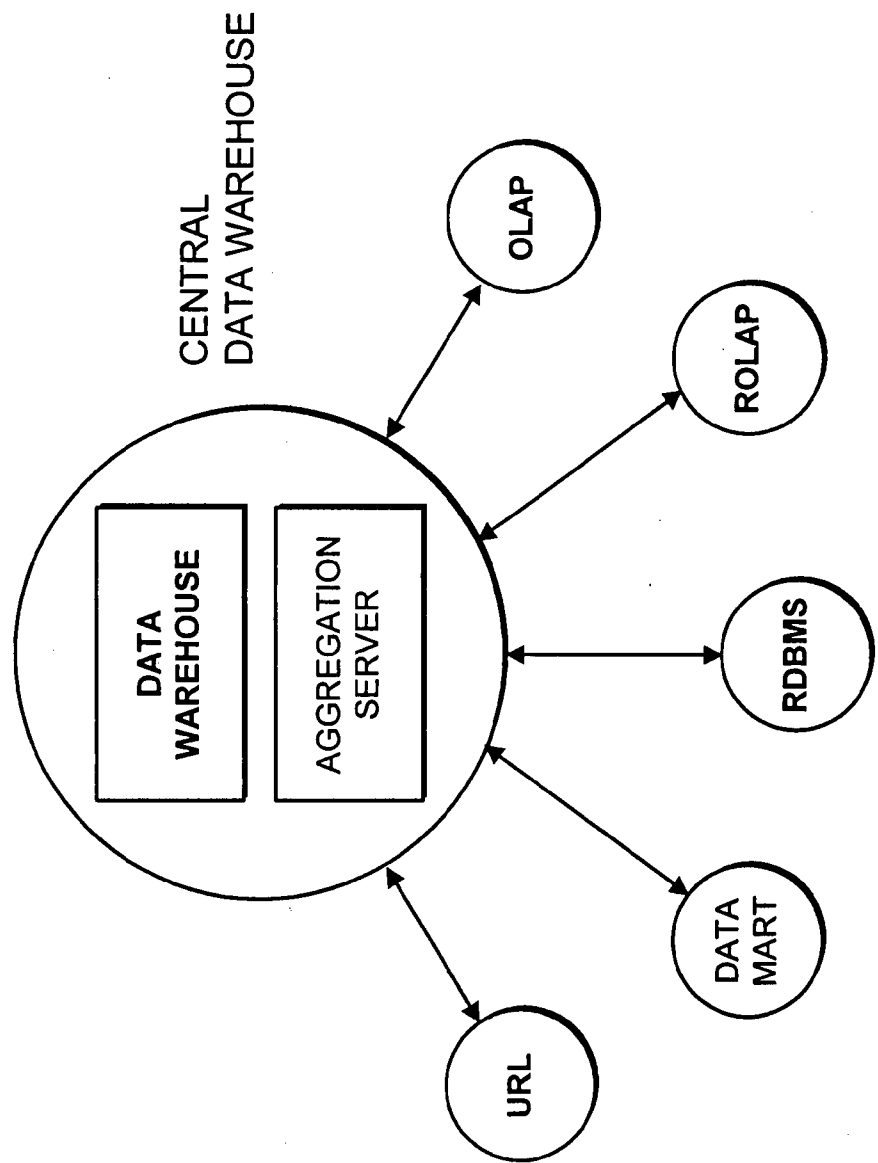 CENTRAL
DATA WAREHOUSE
DATA
WAREHOUSE
AGGREGATION
SERVER
URL
DATA
MART
RDBMS
ROLAP
OLAP